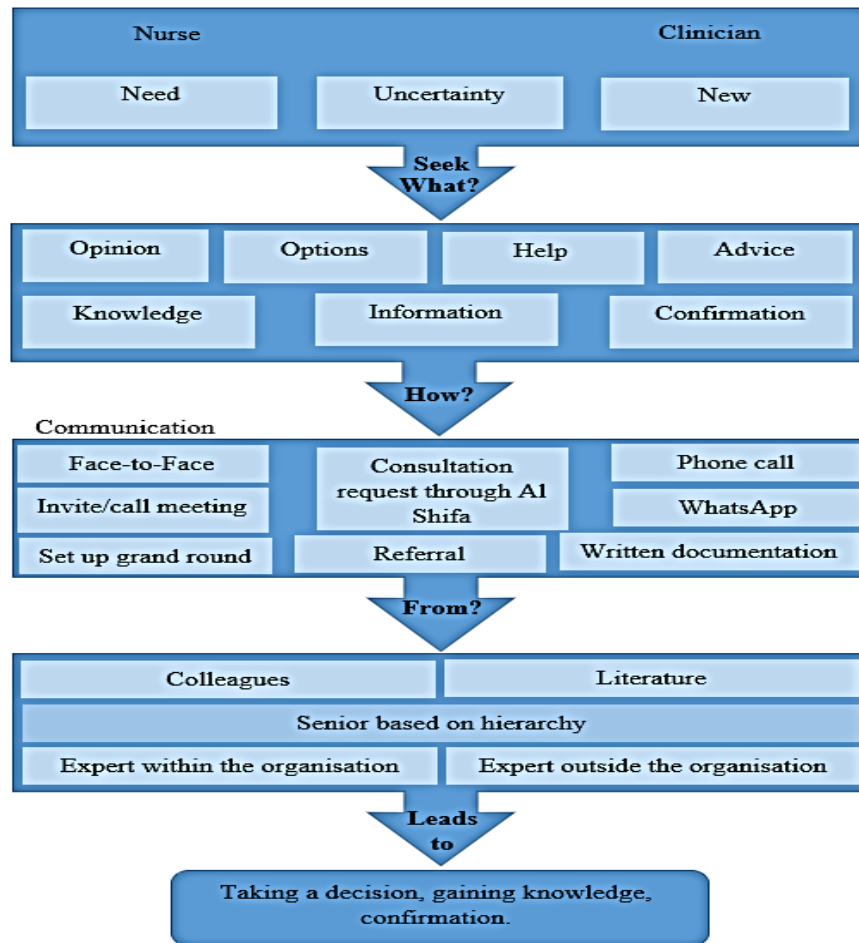 Nurse
Clinician
Need
Uncertainty
New
Seek
What?
Opinion
Options
Help
Advice
Knowledge
Information
Confirmation
How?
Communication
Face-to-Face
Consultation
request through Al
Shifa
Phone call
Invite/call meeting
WhatsApp
Set up grand round
Referral
Written documentation
From?
Colleagues
Literature
Senior based on hierarchy
Expert within the organisation
Expert outside the organisation
Leads
to
Taking a decision, gaining knowledge,
confirmation.